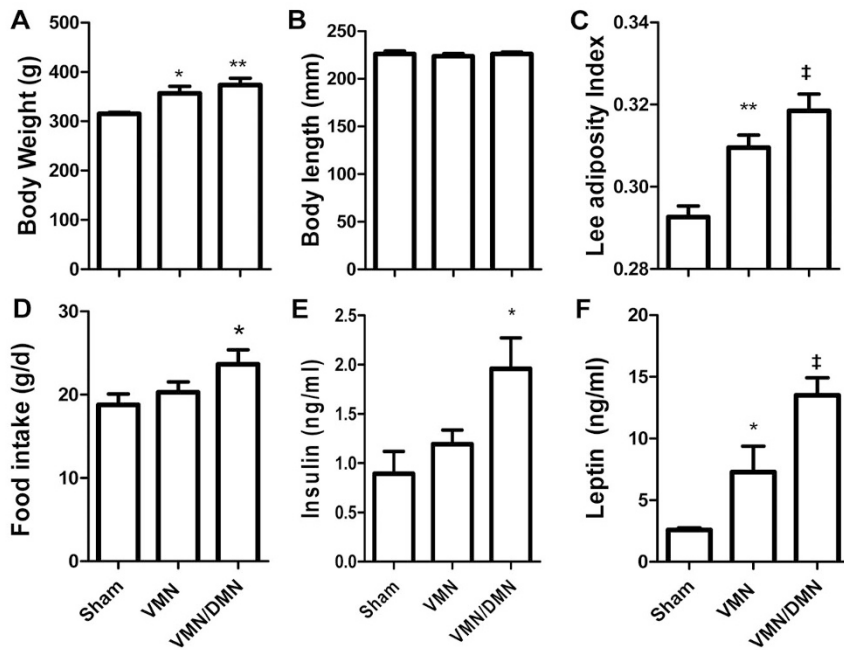 A
Body Weight (g)
500
400
300
200
100
0
*
**
B
Body length (mm)
250
200
150
100
50
0
C
Lee adiposity Index
0.34
0.32
0.30
0.28
**
‡
D
Food intake (g/d)
30
20
10
0
*
Sham
VMN
VMN/DMN
E
Insulin (ng/ml)
2.5
2.0
1.5
1.0
0.5
0.0
*
Sham
VMN
VMN/DMN
F
Leptin (ng/ml)
20
15
10
5
0
*
‡
Sham
VMN
VMN/DMN